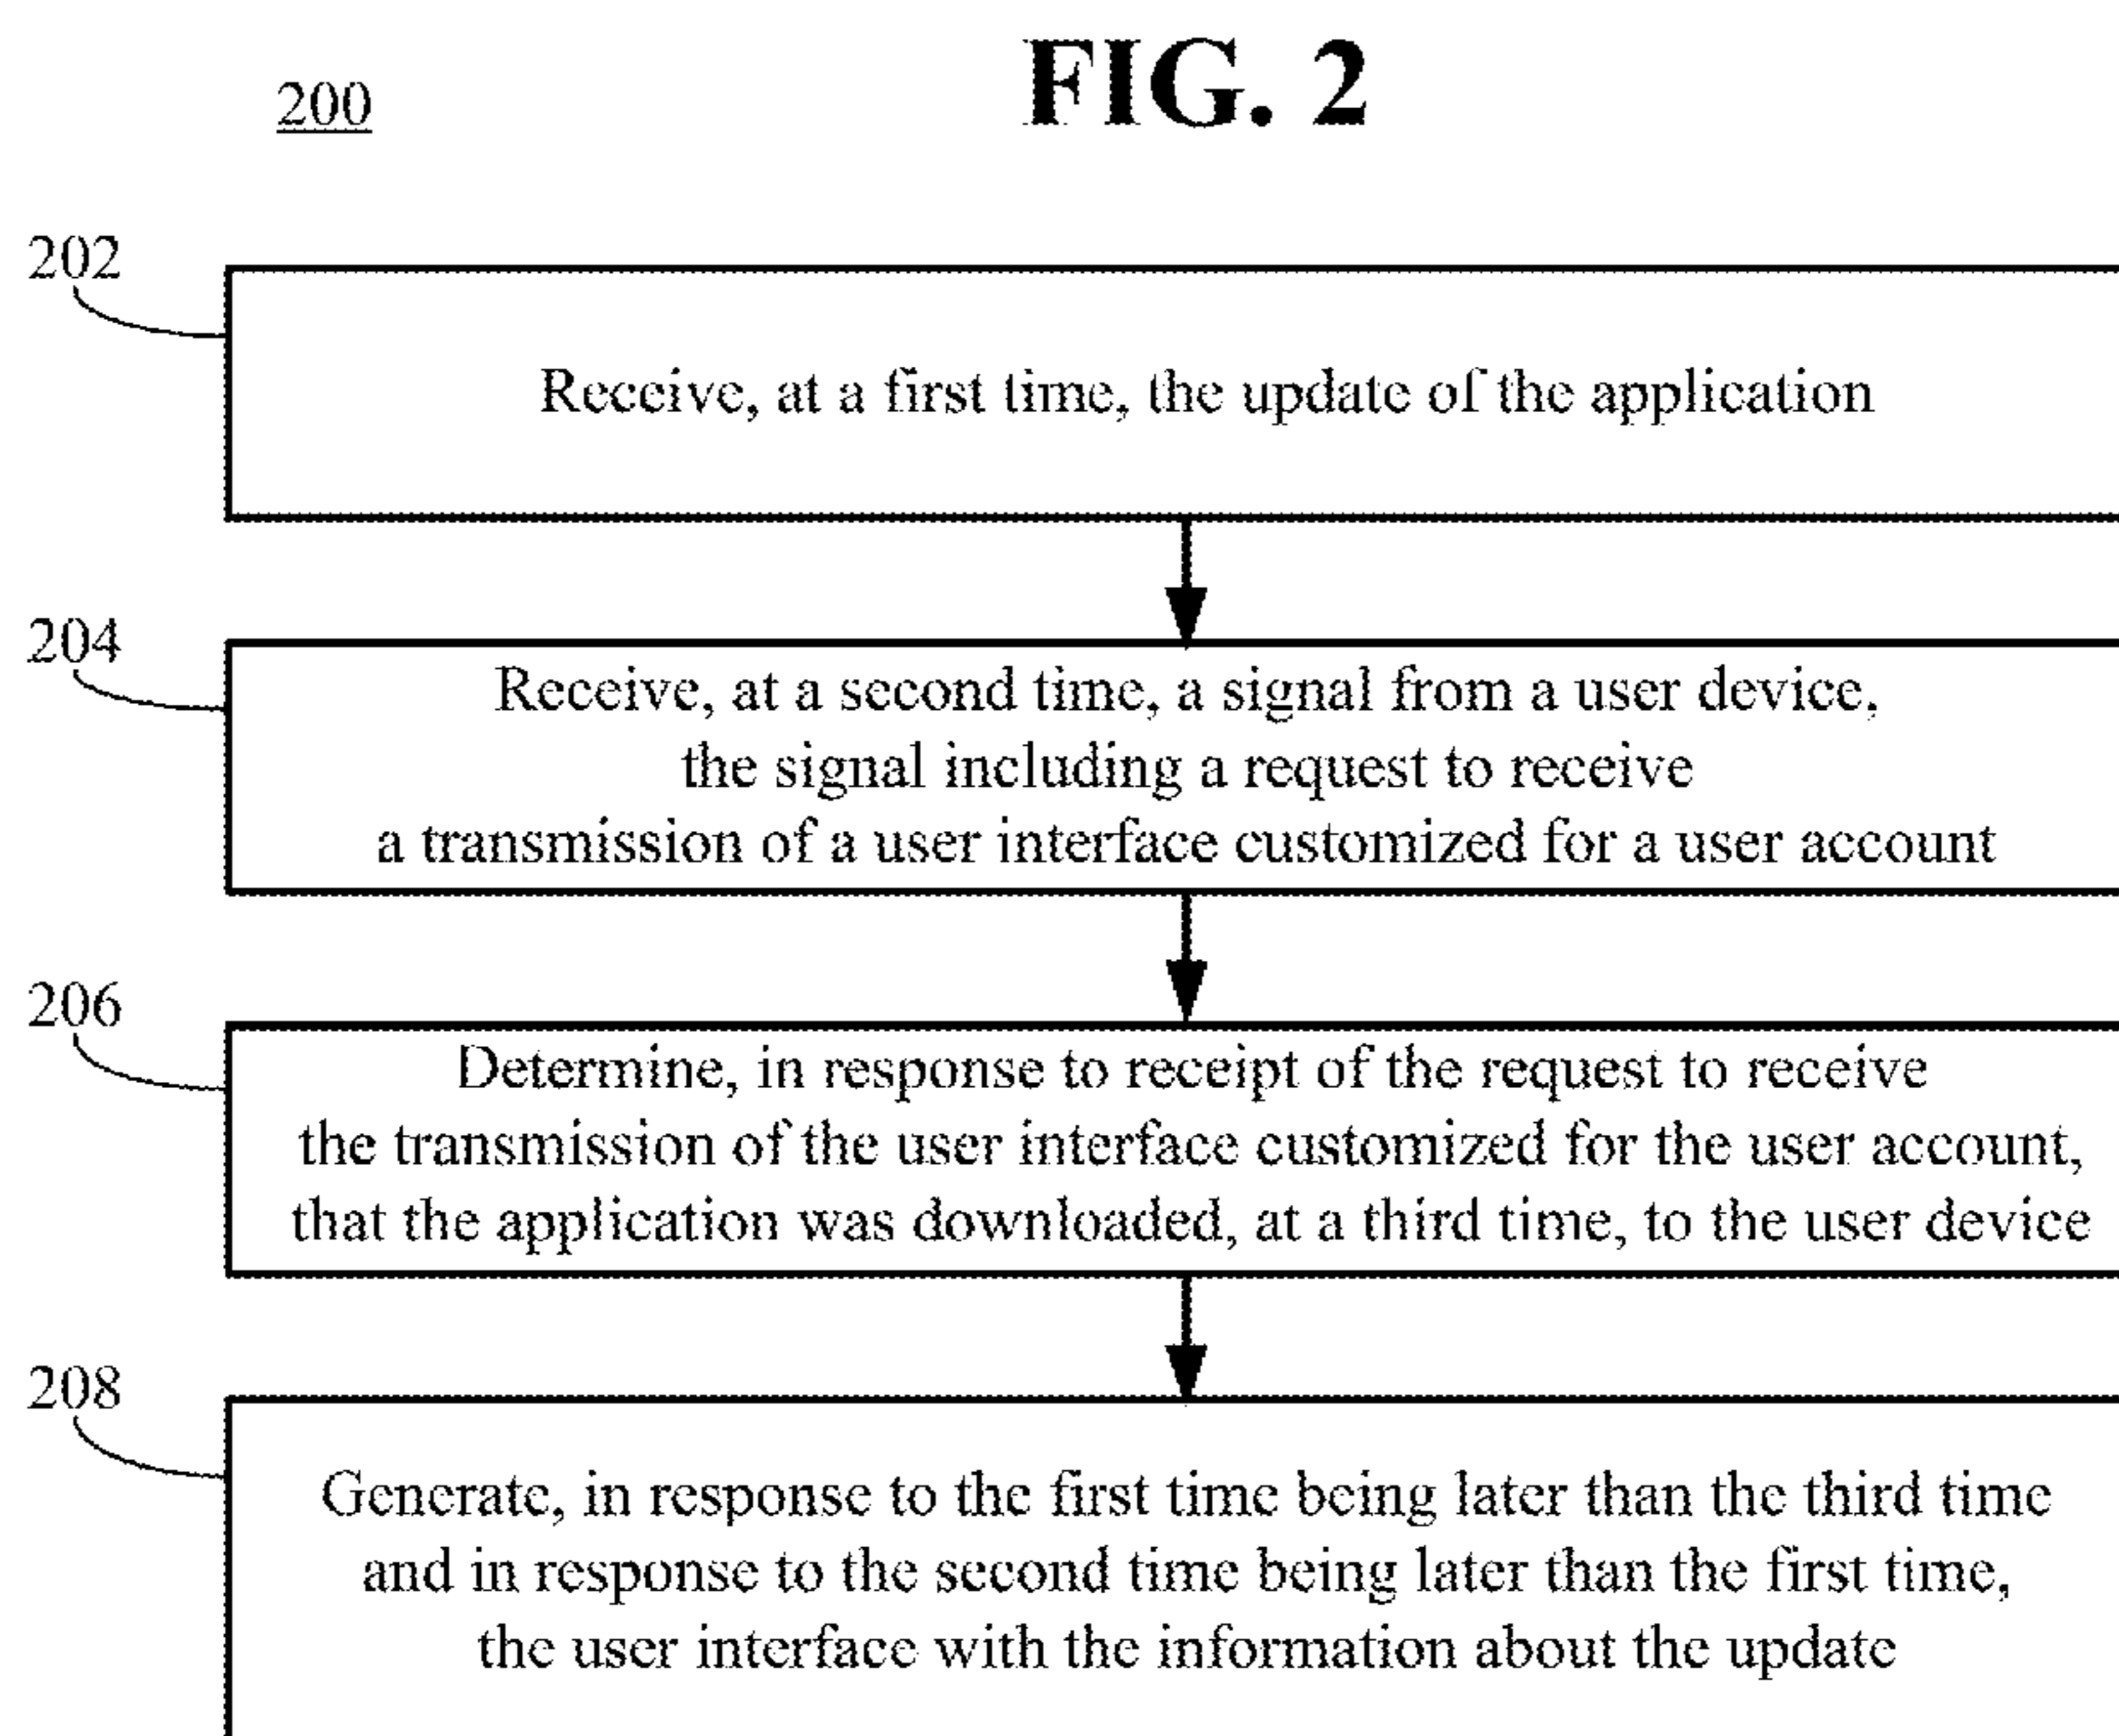 FIG. 2
200
202
Receive, at a first time, the update of the application
204
Receive, at a second time, a signal from a user device,
the signal including a request to receive
a transmission of a user interface customized for a user account
206
Determine, in response to receipt of the request to receive
the transmission of the user interface customized for the user account,
that the application was downloaded, at a third time, to the user device
208
Generate, in response to the first time being later than the third time
and in response to the second time being later than the first time,
the user interface with the information about the update